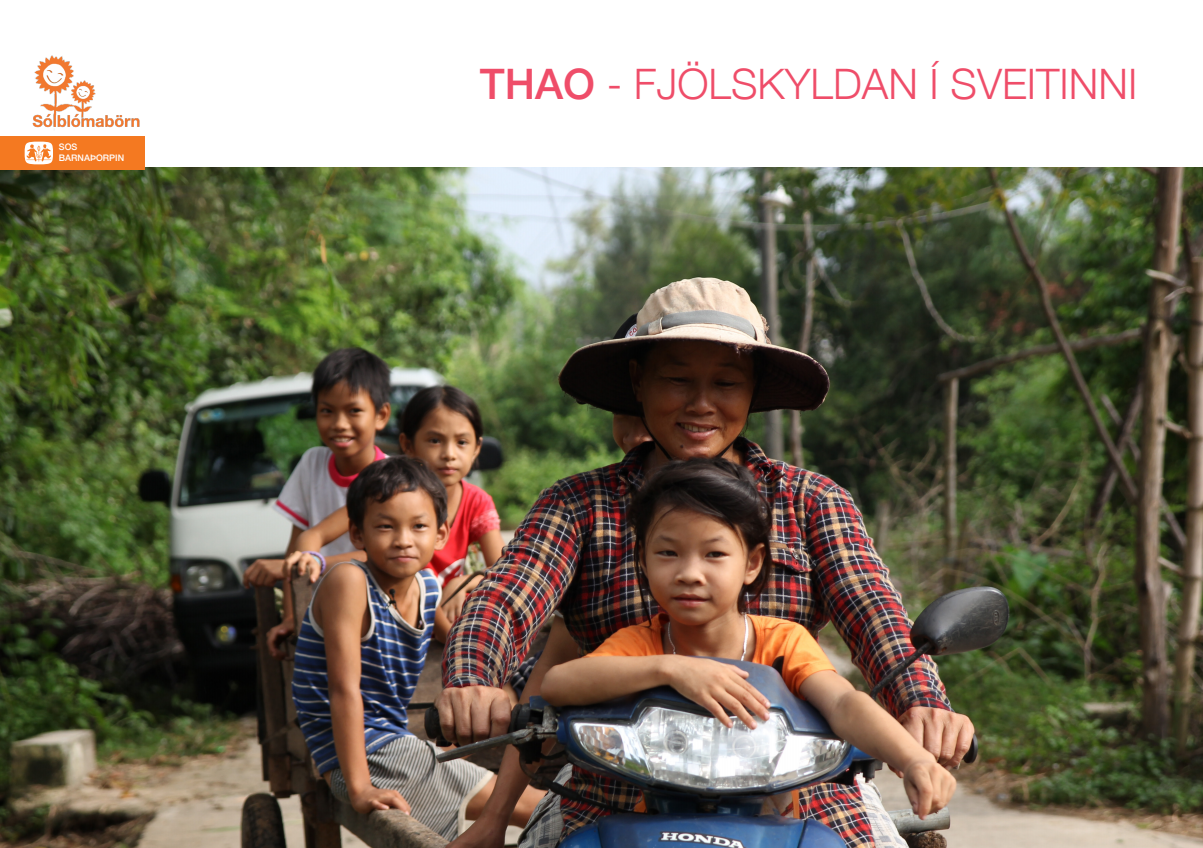 THAO - FJÖLSKYLDAN Í SVEITINNI
Sólblómabörn
SOS
BARNAÞORPIN
HONDA